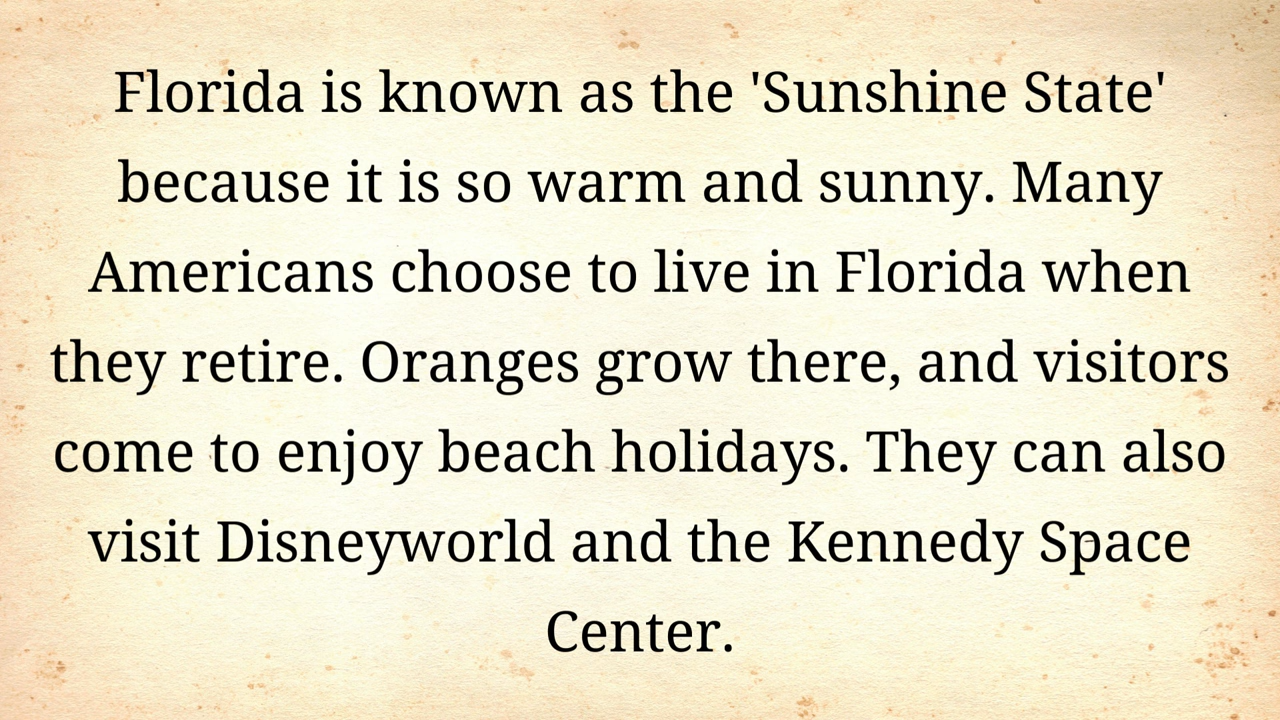 Florida is known as the 'Sunshine State'
because it is so warm and sunny. Many
Americans choose to live in Florida when
they retire. Oranges grow there, and visitors
come to enjoy beach holidays. They can also
visit Disneyworld and the Kennedy Space
Center.